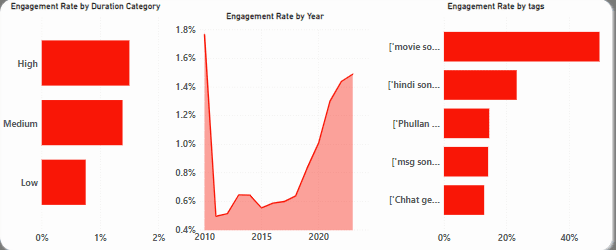 Engagement Rate by Duration Category
High
Medium
Low
0%
1%
2%
Engagement Rate by Year
1.8%
1.6%
1.4%
1.2%
1.0%
0.8%
0.6%
0.4%
2010
2015
2020
Engagement Rate by tags
['movie so...
['hindi son...
['Phullan ...
['msg son...
['Chhat ge...
0%
20%
40%